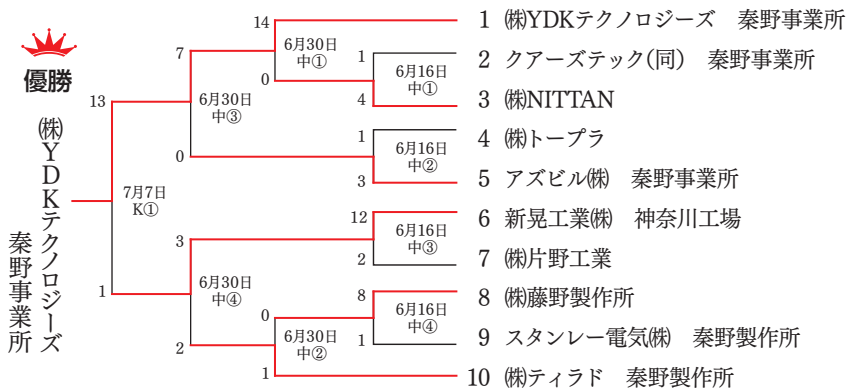 優勝
㈱YDKテクノロジーズ
秦野事業所
13
1
7月7日
K①
7
0
6月30日
中③
3
2
6月30日
中④
14
0
6月30日
中①
0
1
6月30日
中②
1
4
6月16日
中①
1
3
6月16日
中②
12
2
6月16日
中③
8
1
6月16日
中④
1 ㈱YDKテクノロジーズ 秦野事業所
2 クアーズテック(同) 秦野事業所
3 ㈱NITTAN
4 ㈱トープラ
5 アズビル㈱ 秦野事業所
6 新晃工業㈱ 神奈川工場
7 ㈱片野工業
8 ㈱藤野製作所
9 スタンレー電気㈱ 秦野製作所
10 ㈱ティラド 秦野製作所